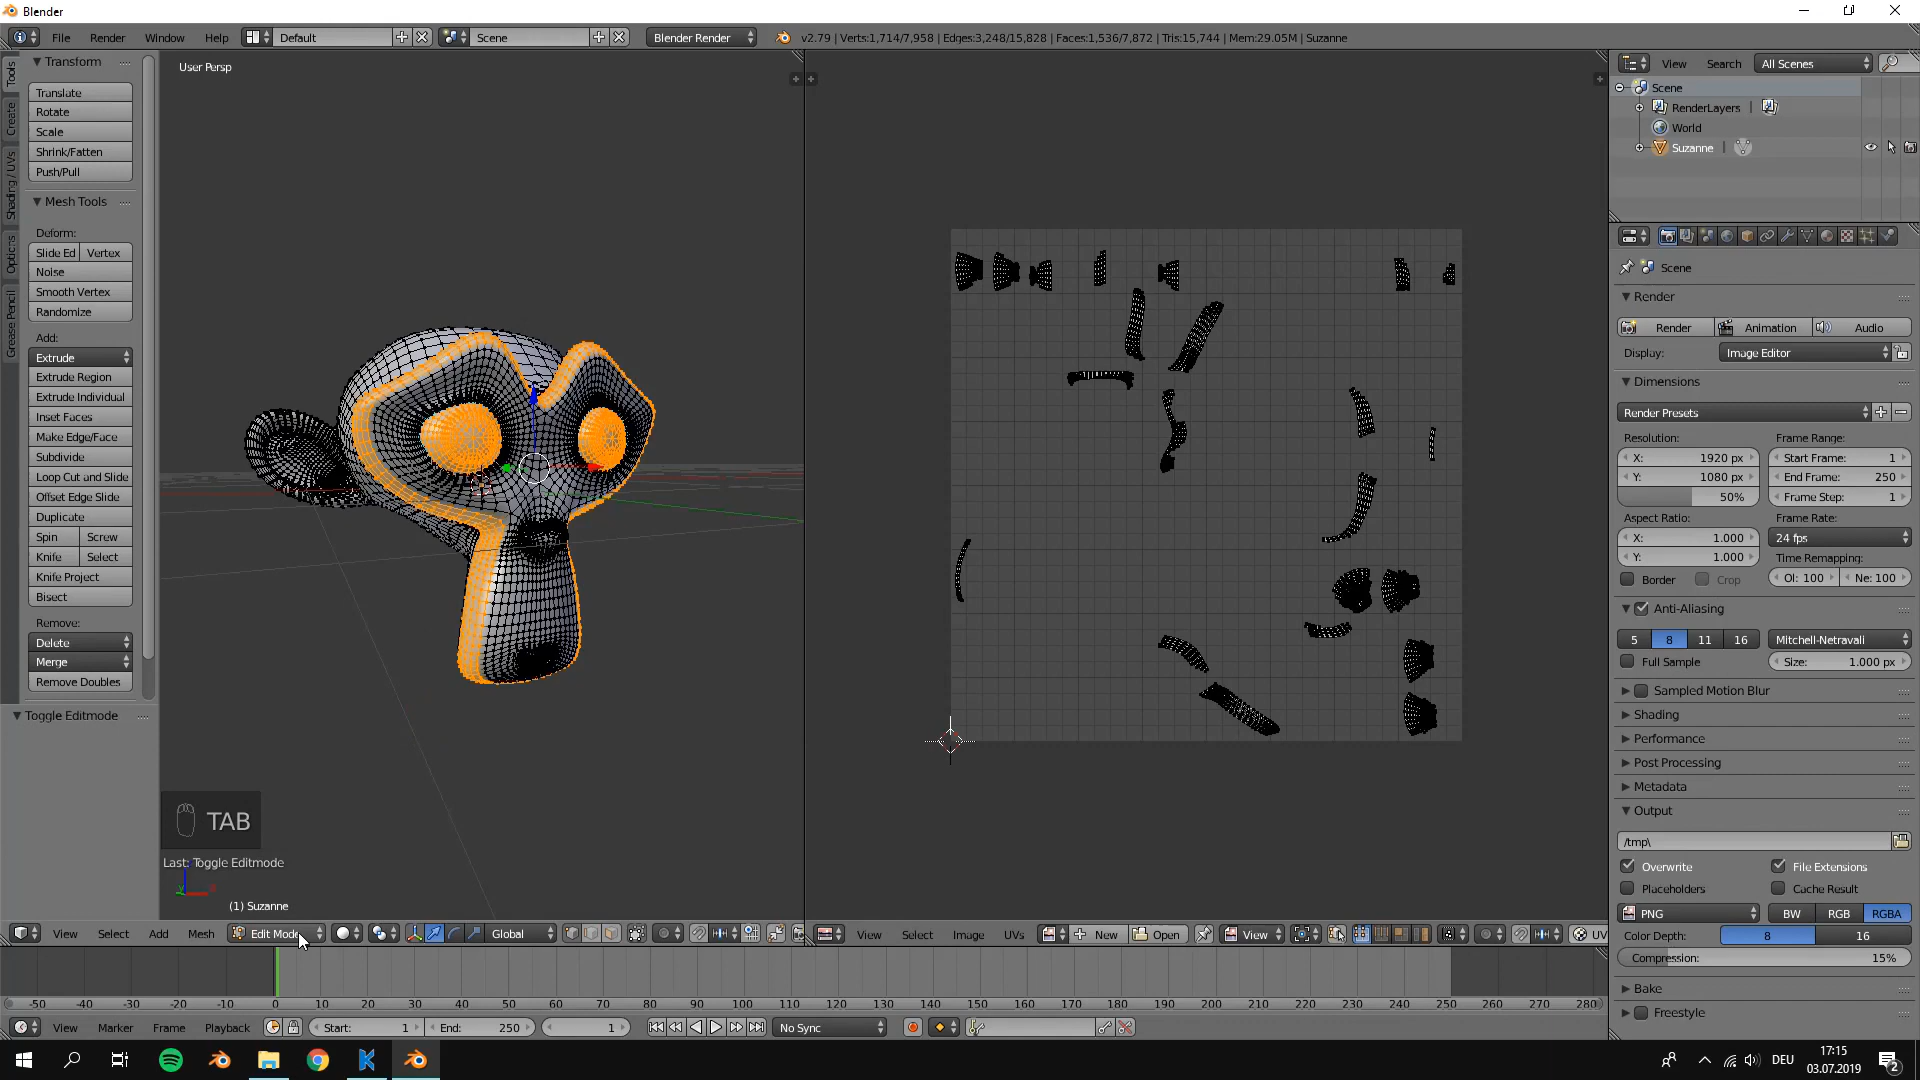 Blender
File Render Window Help Default Scene Blender Render v2.79 | Verts:1,714/7,958 | Edges:3,248/15,828 | Faces:1,536/7,872 | Tris:15,744 | Mem:29.05M | Suzanne
Tools
Create
Shading / UVs
Options
Grease Pencil
Transform
Translate
Rotate
Scale
Shrink/Fatten
Push/Pull
Mesh Tools
Deform:
Slide Ed Vertex
Noise
Smooth Vertex
Randomize
Add:
Extrude
Extrude Region
Extrude Individual
Inset Faces
Make Edge/Face
Subdivide
Loop Cut and Slide
Offset Edge Slide
Duplicate
Spin Screw
Knife Select
Knife Project
Bisect
Remove:
Delete
Merge
Remove Doubles
Toggle Editmode
User Persp
TAB
Last: Toggle Editmode
(1) Suzanne
View Select Add Mesh Edit Mode Global
View Select Image UVs New Open View UV
View Search All Scenes
Scene
RenderLayers |
World
Suzanne |
Scene
Render
Render Animation Audio
Display: Image Editor
Dimensions
Render Presets
Resolution: Frame Range:
X: 1920 px Start Frame: 1
Y: 1080 px End Frame: 250
50% Frame Step: 1
Aspect Ratio: Frame Rate:
X: 1.000 24 fps
Y: 1.000 Time Remapping:
Border Crop Ol: 100 Ne: 100
Anti-Aliasing
5 8 11 16 Mitchell-Netravali
Full Sample Size: 1.000 px
Sampled Motion Blur
Shading
Performance
Post Processing
Metadata
Output
/tmp\
Overwrite File Extensions
Placeholders Cache Result
PNG BW RGB RGBA
Color Depth: 8 16
Compression: 15%
Bake
Freestyle
-50 -40 -30 -20 -10 0 10 20 30 40 50 60 70 80 90 100 110 120 130 140 150 160 170 180 190 200 210 220 230 240 250 260 270 280
View Marker Frame Playback Start: 1 End: 250 1 No Sync
DEU 17:15
03.07.2019
2